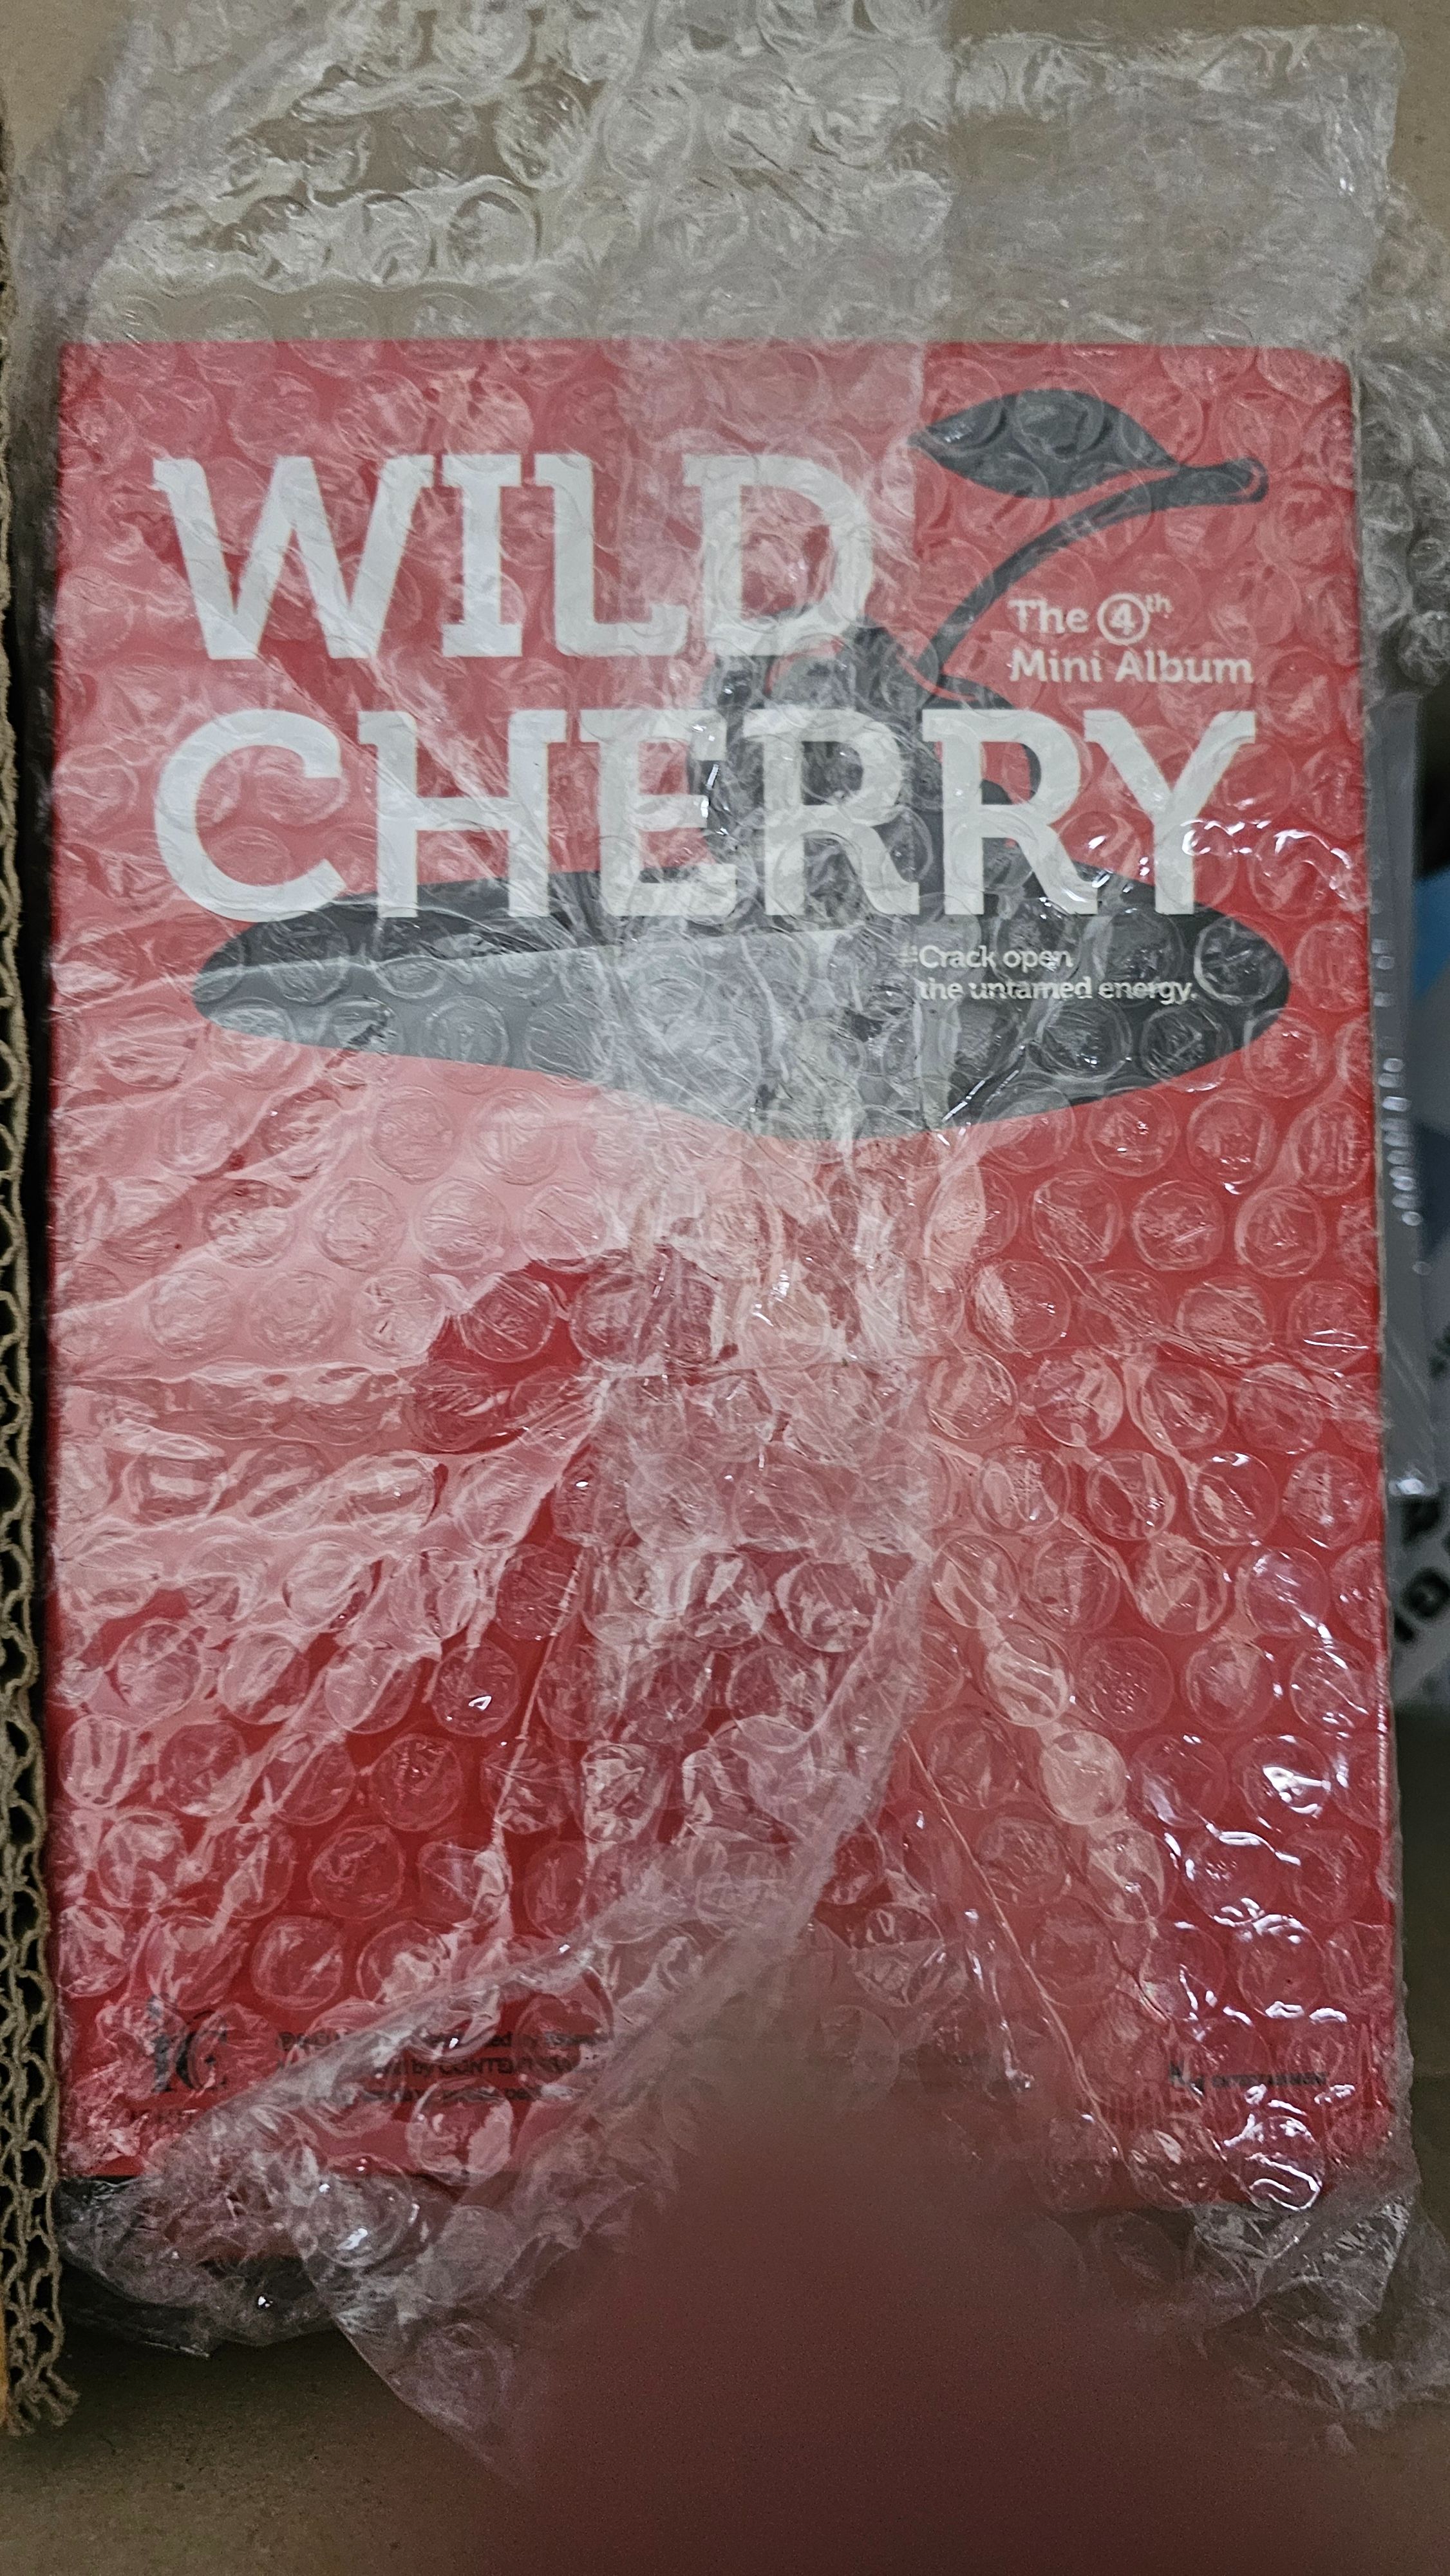 WILD
The 4th
Mini Album
CHERRY
Crack open
the untamed energy.